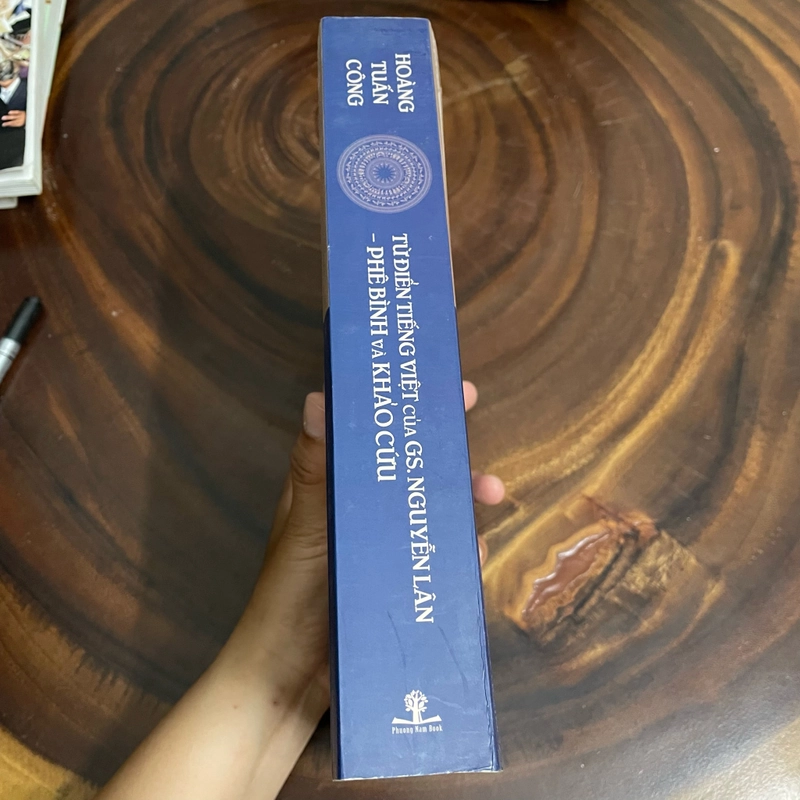 HOÀNG
TUẤN
CÔNG
TỪ ĐIỂN TIẾNG VIỆT CỦA GS. NGUYỄN LÂN
- PHÊ BÌNH VÀ KHẢO CỨU
Phuong Nam Book